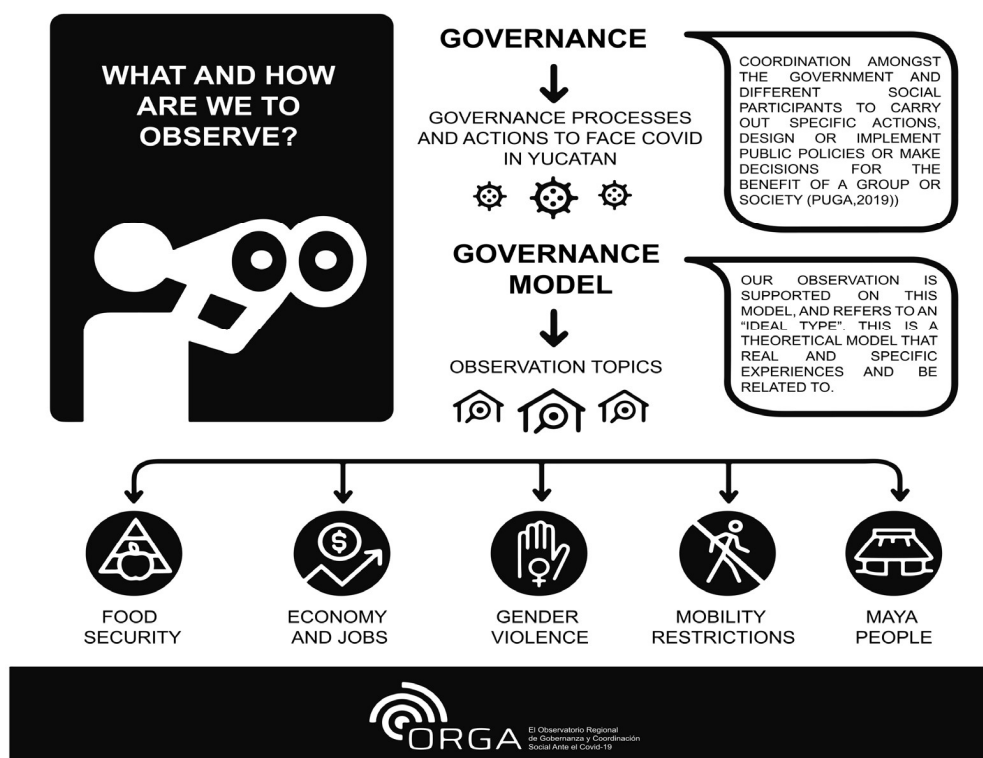 WHAT AND HOW
ARE WE TO
OBSERVE?
GOVERNANCE
GOVERNANCE PROCESSES
AND ACTIONS TO FACE COVID
IN YUCATAN
COORDINATION AMONGST
THE GOVERNMENT AND
DIFFERENT SOCIAL
PARTICIPANTS TO CARRY
OUT SPECIFIC ACTIONS,
DESIGN OR IMPLEMENT
PUBLIC POLICIES OR MAKE
DECISIONS FOR THE
BENEFIT OF A GROUP OR
SOCIETY (PUGA,2019))
GOVERNANCE
MODEL
OBSERVATION TOPICS
OUR OBSERVATION IS
SUPPORTED ON THIS
MODEL, AND REFERS TO AN
“IDEAL TYPE”. THIS IS A
THEORETICAL MODEL THAT
REAL AND SPECIFIC
EXPERIENCES AND BE
RELATED TO.
FOOD
SECURITY
ECONOMY
AND JOBS
GENDER
VIOLENCE
MOBILITY
RESTRICTIONS
MAYA
PEOPLE
ORGA
El Observatorio Regional
de Gobernanza y Coordinación
Social Ante el Covid-19